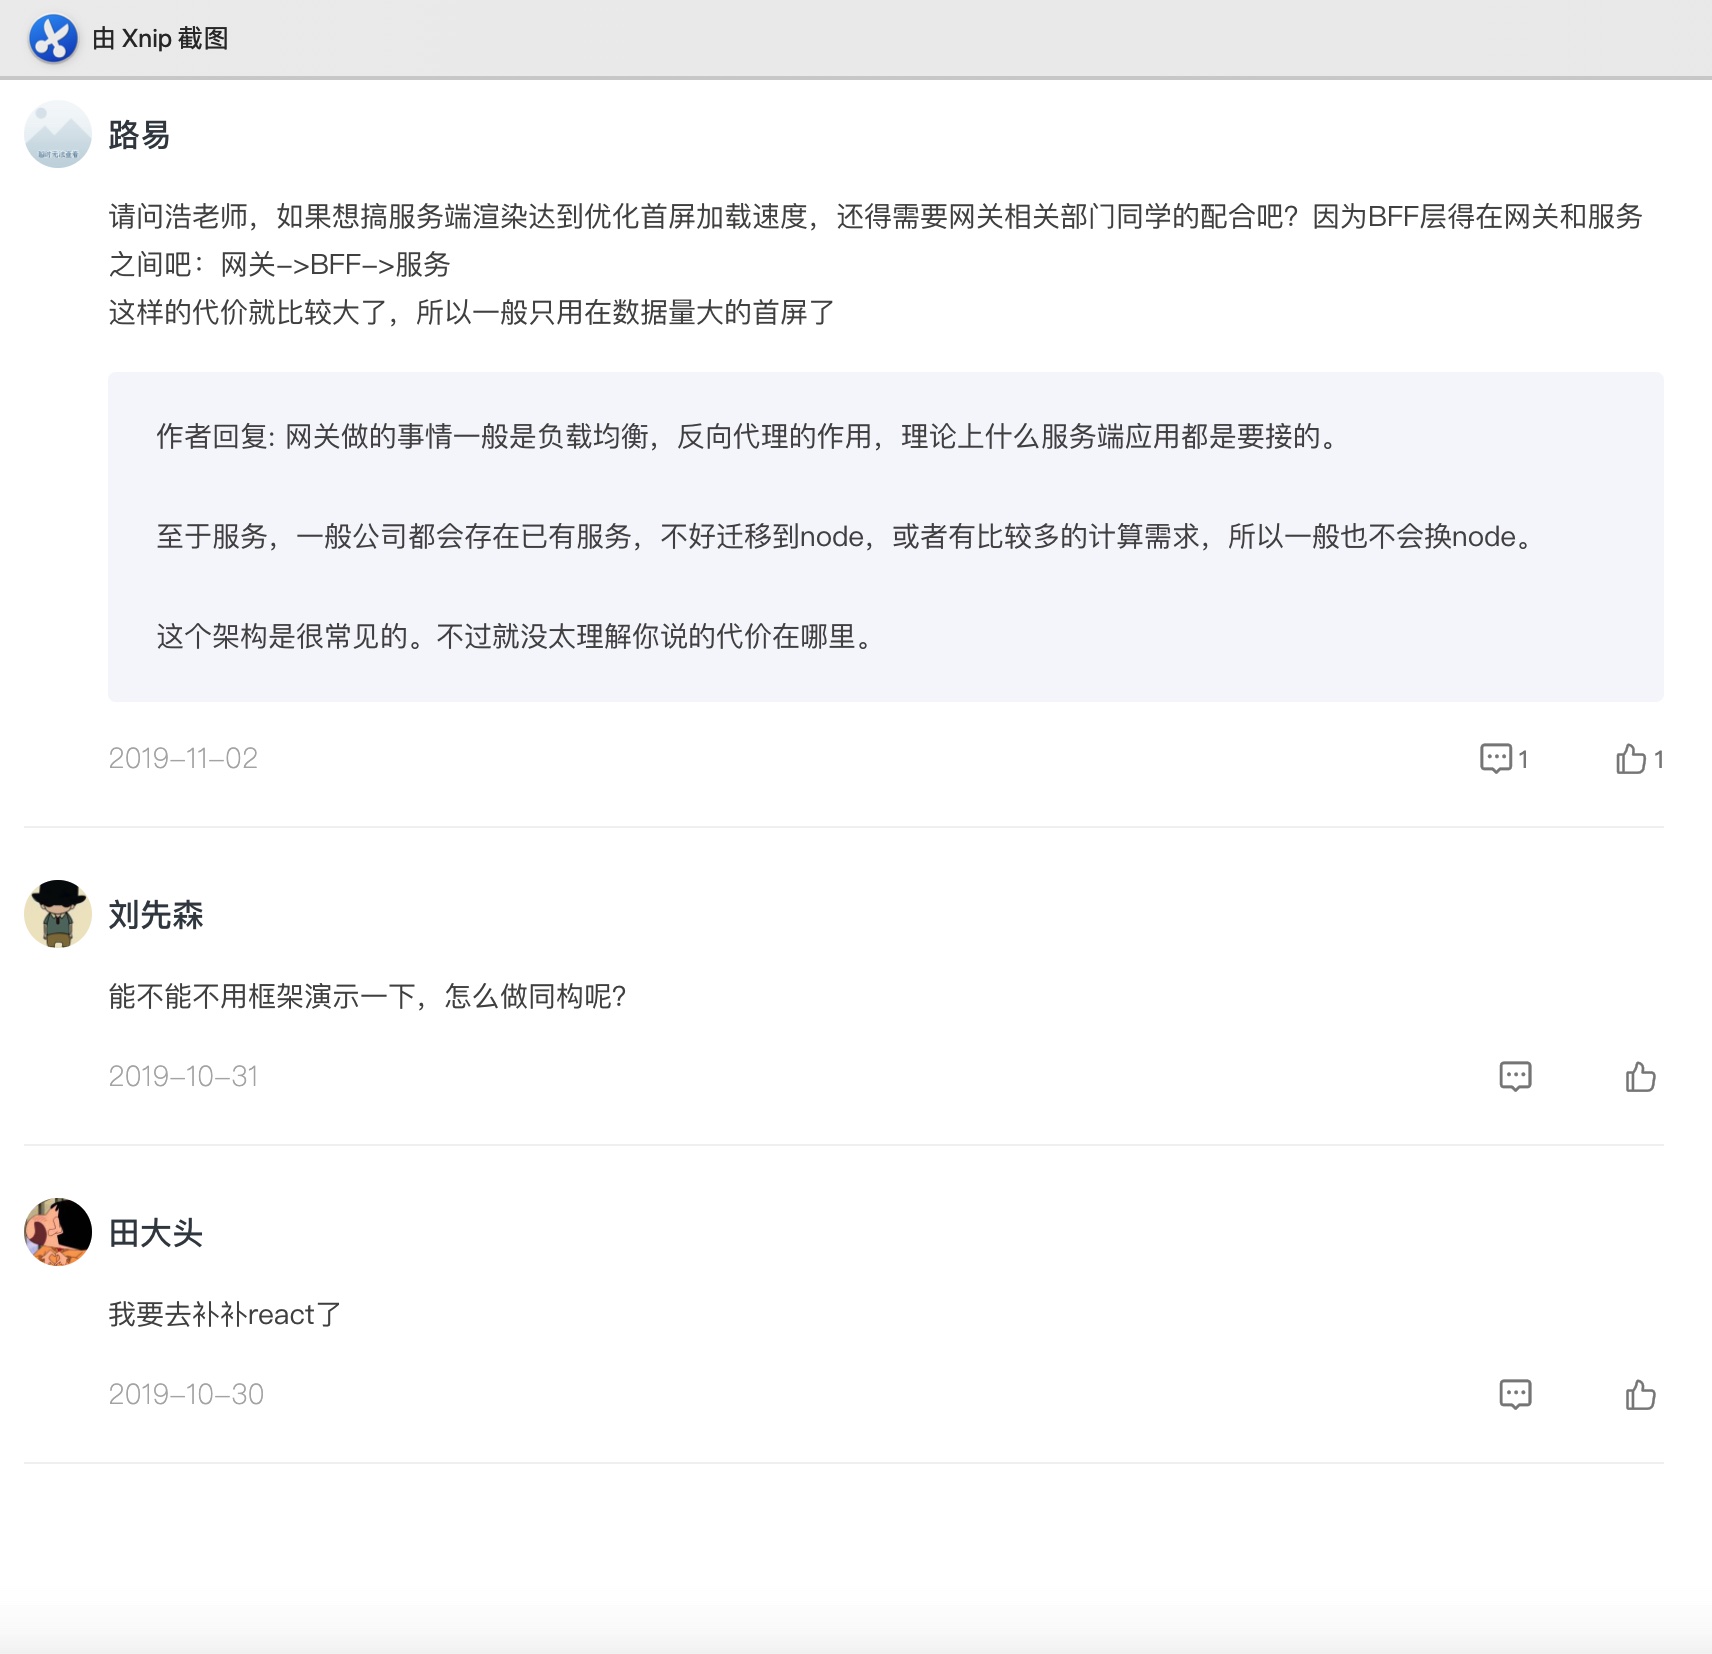 由 Xnip 截图
路易
请问浩老师，如果想搞服务端渲染达到优化首屏加载速度，还得需要网关相关部门同学的配合吧？因为BFF层得在网关和服务
之间吧：网关–>BFF–>服务
这样的代价就比较大了，所以一般只用在数据量大的首屏了
作者回复: 网关做的事情一般是负载均衡，反向代理的作用，理论上什么服务端应用都是要接的。
至于服务，一般公司都会存在已有服务，不好迁移到node，或者有比较多的计算需求，所以一般也不会换node。
这个架构是很常见的。不过就没太理解你说的代价在哪里。
2019–11–02
1
1
刘先森
能不能不用框架演示一下，怎么做同构呢？
2019–10–31
田大头
我要去补补react了
2019–10–30